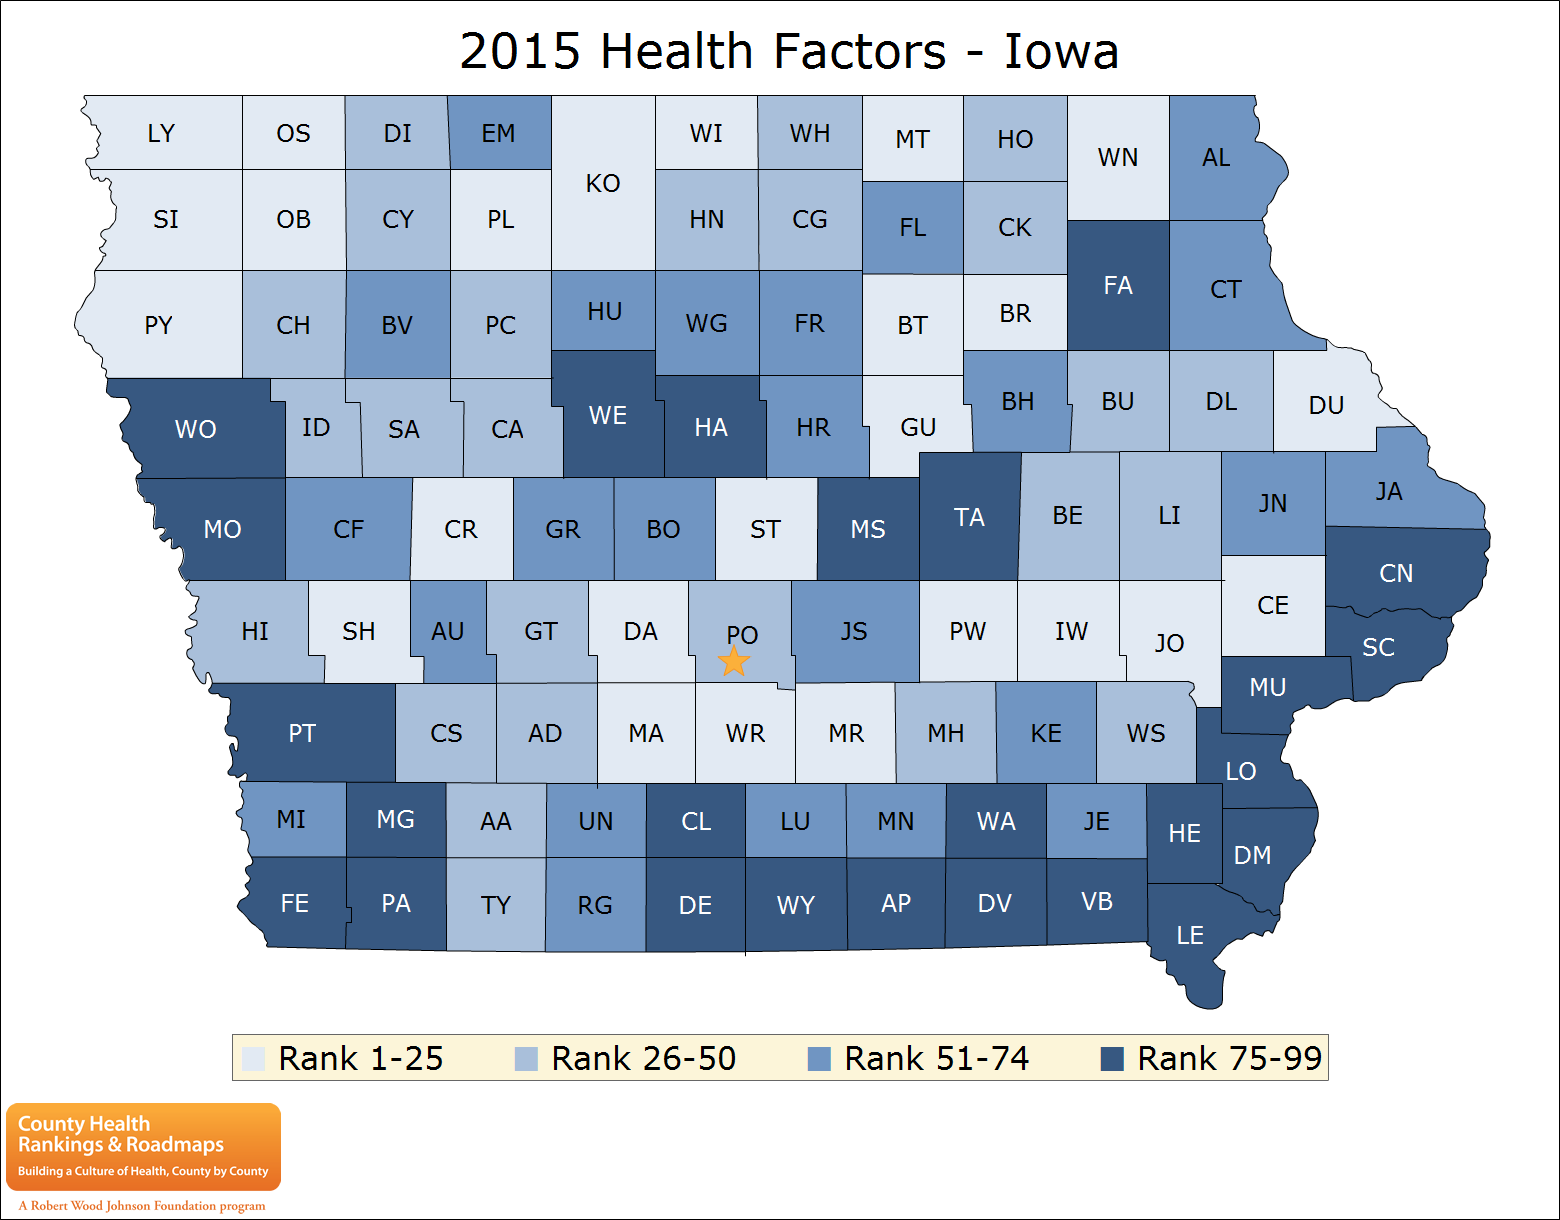 2015 Health Factors - Iowa
LY OS DI EM KO WI WH MT HO WN AL
SI OB CY PL HN CG FL CK
PY CH BV PC HU WG FR BT BR FA CT
WO ID SA CA WE HA HR GU BH BU DL DU
MO CF CR GR BO ST MS TA BE LI JN JA
HI SH AU GT DA PO JS PW IW JO CE CN
SC
PT CS AD MA WR MR MH KE WS MU
LO
MI MG AA UN CL LU MN WA JE HE DM
FE PA TY RG DE WY AP DV VB LE
Rank 1-25 Rank 26-50 Rank 51-74 Rank 75-99
County Health
Rankings & Roadmaps
Building a Culture of Health, County by County
A Robert Wood Johnson Foundation program